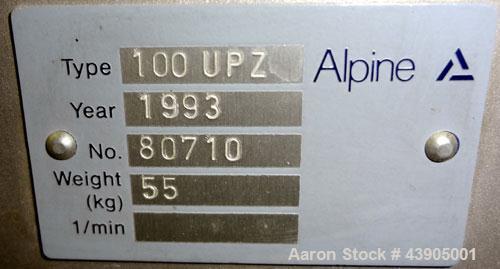 Type 100 UPZ Alpine
Year 1993
No. 80710
Weight (kg) 55
1/min
Aaron Stock # 43905001